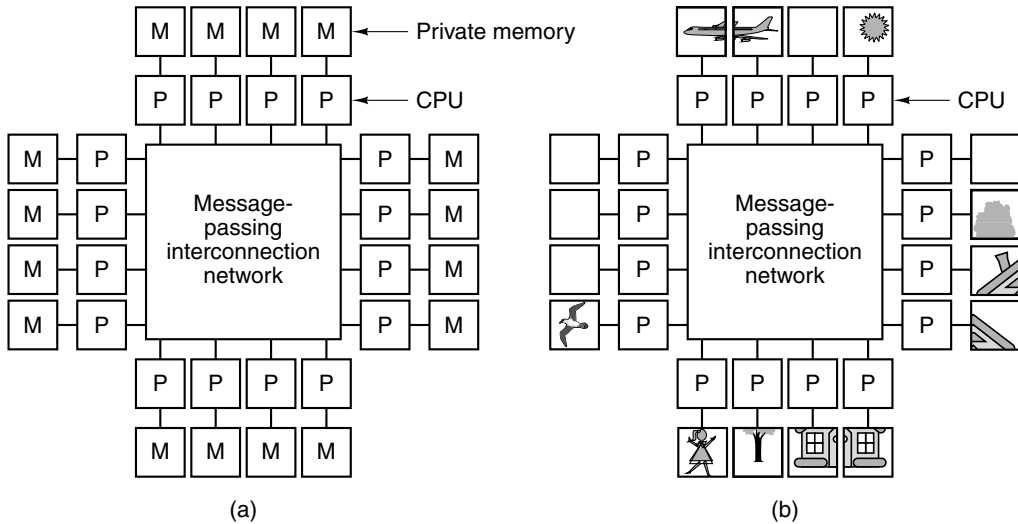 M M M M Private memory
P P P P CPU
M P P M
M P P M
M P P M
M P P M
Message-
passing
interconnection
network
P P P P
M M M M
(a)
P P P P CPU
P P
P P
P P
P P
Message-
passing
interconnection
network
P P P P
(b)